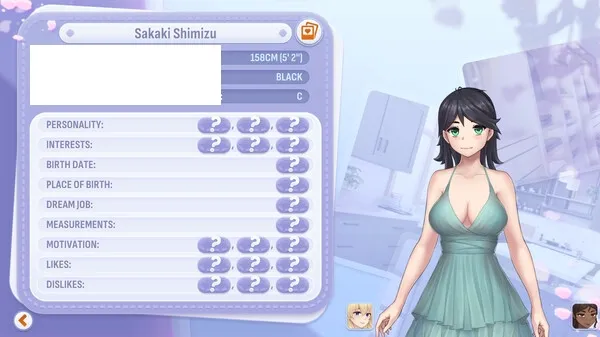 Sakaki Shimizu
158CM (5' 2")
BLACK
: C
PERSONALITY: ?, ?, ?
INTERESTS: ?, ?, ?
BIRTH DATE: ?
PLACE OF BIRTH: ?
DREAM JOB: ?
MEASUREMENTS: ?
MOTIVATION: ?, ?, ?
LIKES: ?, ?, ?
DISLIKES: ?, ?, ?